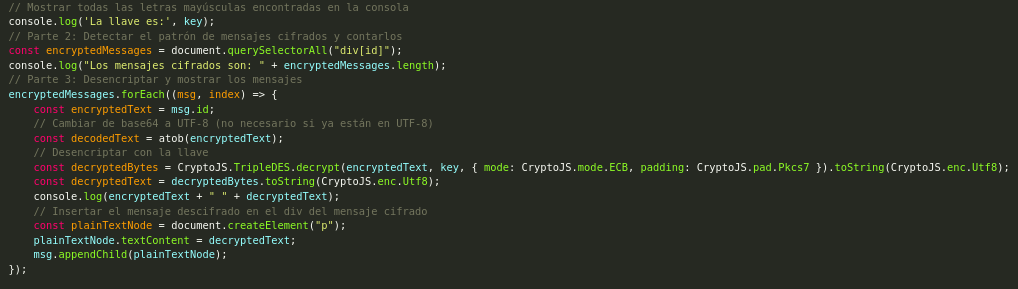 // Mostrar todas las letras mayúsculas encontradas en la consola
console.log('La llave es:', key);
// Parte 2: Detectar el patrón de mensajes cifrados y contarlos
const encryptedMessages = document.querySelectorAll("div[id]");
console.log("Los mensajes cifrados son: " + encryptedMessages.length);
// Parte 3: Desencriptar y mostrar los mensajes
encryptedMessages.forEach((msg, index) => {
    const encryptedText = msg.id;
    // Cambiar de base64 a UTF-8 (no necesario si ya están en UTF-8)
    const decodedText = atob(encryptedText);
    // Desencriptar con la llave
    const decryptedBytes = CryptoJS.TripleDES.decrypt(encryptedText, key, { mode: CryptoJS.mode.ECB, padding: CryptoJS.pad.Pkcs7 }).toString(CryptoJS.enc.Utf8);
    const decryptedText = decryptedBytes.toString(CryptoJS.enc.Utf8);
    console.log(encryptedText + " " + decryptedText);
    // Insertar el mensaje descifrado en el div del mensaje cifrado
    const plainTextNode = document.createElement("p");
    plainTextNode.textContent = decryptedText;
    msg.appendChild(plainTextNode);
});